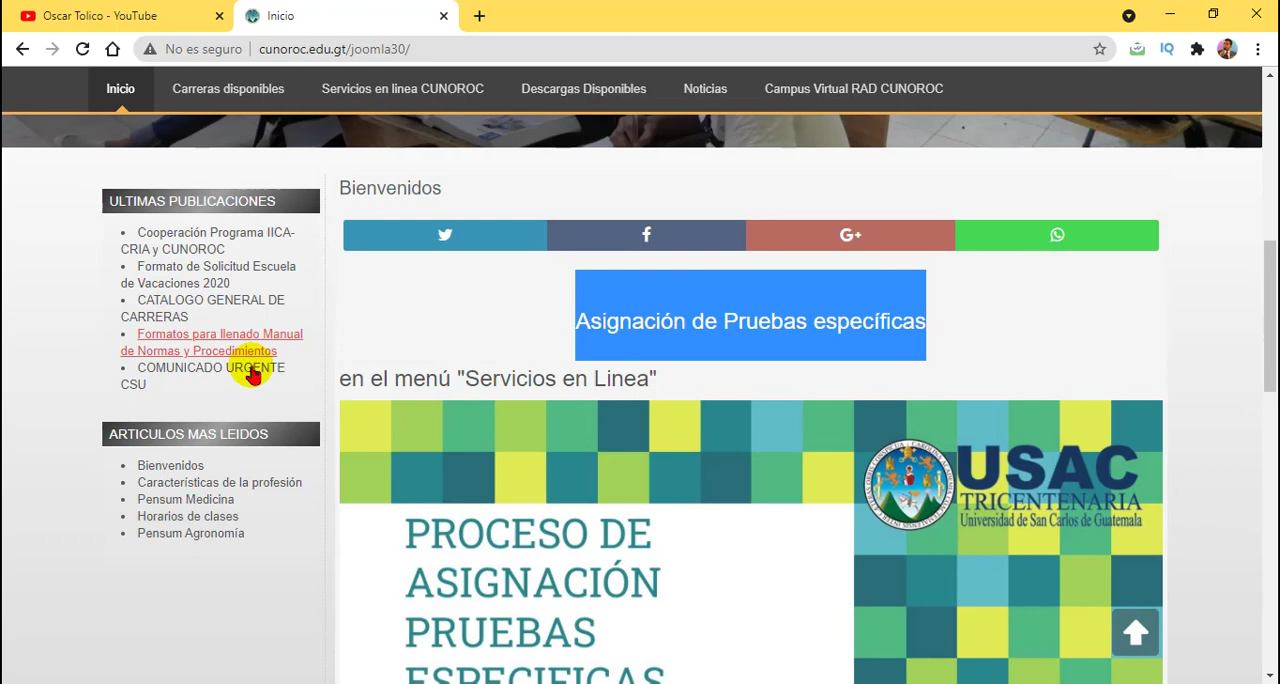 Oscar Tolico - YouTube
Inicio
No es seguro
cunoroc.edu.gt/joomla30/
IQ
Inicio
Carreras disponibles
Servicios en linea CUNOROC
Descargas Disponibles
Noticias
Campus Virtual RAD CUNOROC
ULTIMAS PUBLICACIONES
Cooperación Programa IICA-
CRIA y CUNOROC
Formato de Solicitud Escuela
de Vacaciones 2020
CATALOGO GENERAL DE
CARRERAS
Formatos para llenado Manual
de Normas y Procedimientos
COMUNICADO URGENTE
CSU
ARTICULOS MAS LEIDOS
Bienvenidos
Características de la profesión
Pensum Medicina
Horarios de clases
Pensum Agronomía
Bienvenidos
G+
Asignación de Pruebas específicas
en el menú "Servicios en Linea"
USAC
TRICENTENARIA
Universidad de San Carlos de Guatemala
PROCESO DE
ASIGNACIÓN
PRUEBAS
ESPECIFICAS